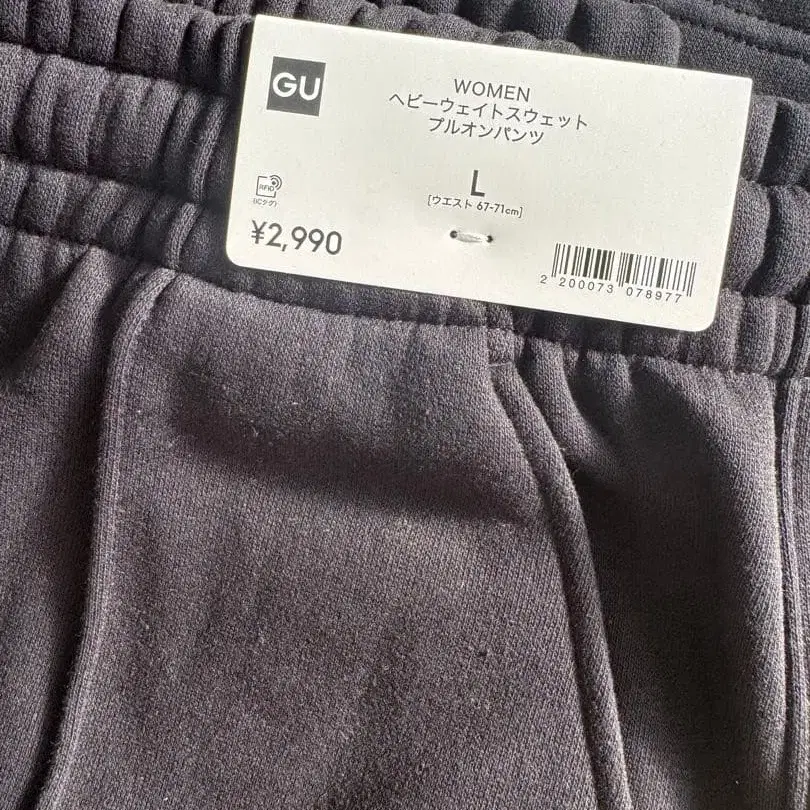 GU
WOMEN
ヘビーウェイトスウェット
プルオンパンツ
L
[ウエスト 67-71cm]
RFID
(ICタグ)
¥2,990
2 200073 078977